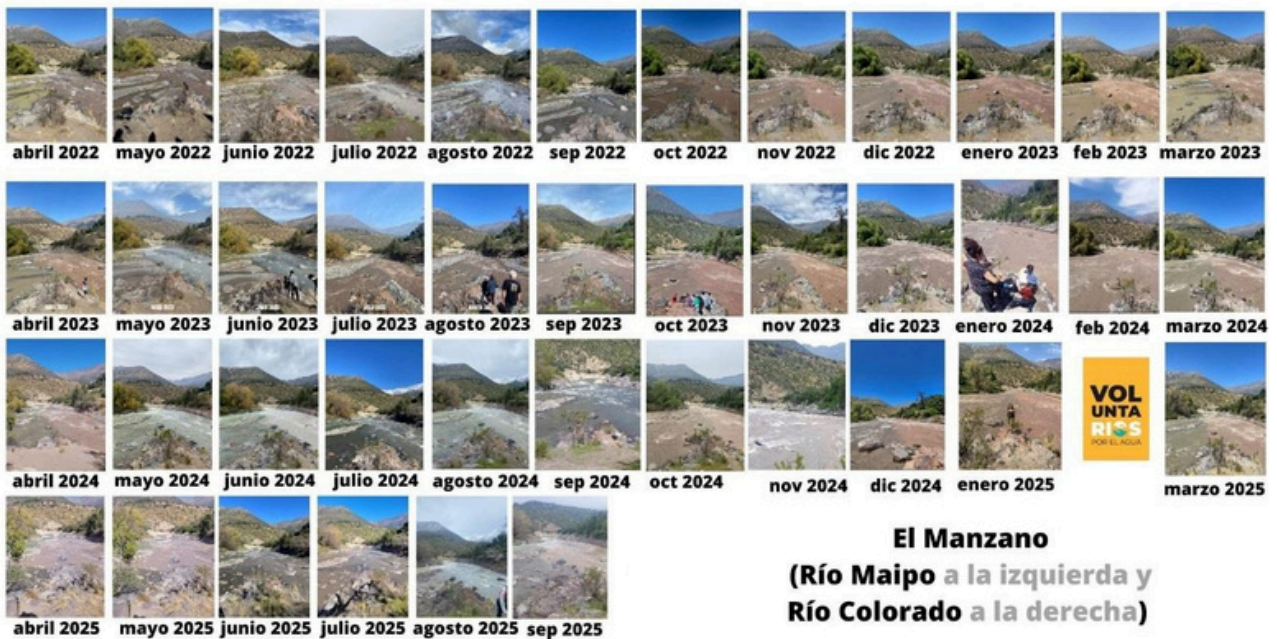 abril 2022 mayo 2022 junio 2022 julio 2022 agosto 2022 sep 2022 oct 2022 nov 2022 dic 2022 enero 2023 feb 2023 marzo 2023
abril 2023 mayo 2023 junio 2023 julio 2023 agosto 2023 sep 2023 oct 2023 nov 2023 dic 2023 enero 2024 feb 2024 marzo 2024
VOL
UNTA
RIOS
POR EL AGUA
abril 2024 mayo 2024 junio 2024 julio 2024 agosto 2024 sep 2024 oct 2024 nov 2024 dic 2024 enero 2025 marzo 2025
abril 2025 mayo 2025 junio 2025 julio 2025 agosto 2025 sep 2025
El Manzano
(Río Maipo a la izquierda y
Río Colorado a la derecha)